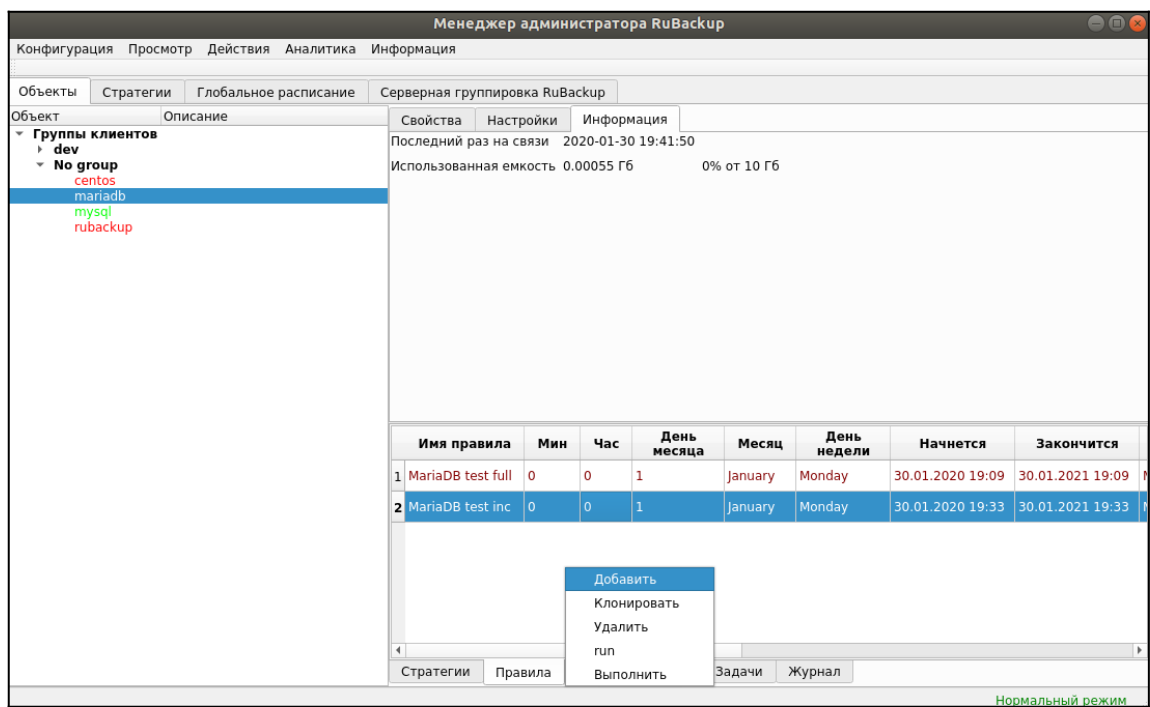 Менеджер администратора RuBackup
Конфигурация Просмотр Действия Аналитика Информация
Объекты Стратегии Глобальное расписание Серверная группировка RuBackup
Объект Описание
Группы клиентов
dev
No group
centos
mariadb
mysql
rubackup
Свойства Настройки Информация
Последний раз на связи 2020-01-30 19:41:50
Использованная емкость 0.00055 Гб 0% от 10 Гб
Имя правила Мин Час День месяца Месяц День недели Начнется Закончится
1 MariaDB test full 0 0 1 January Monday 30.01.2020 19:09 30.01.2021 19:09
2 MariaDB test inc 0 0 1 January Monday 30.01.2020 19:33 30.01.2021 19:33
Добавить
Клонировать
Удалить
run
Выполнить
Стратегии Правила Задачи Журнал
Нормальный режим